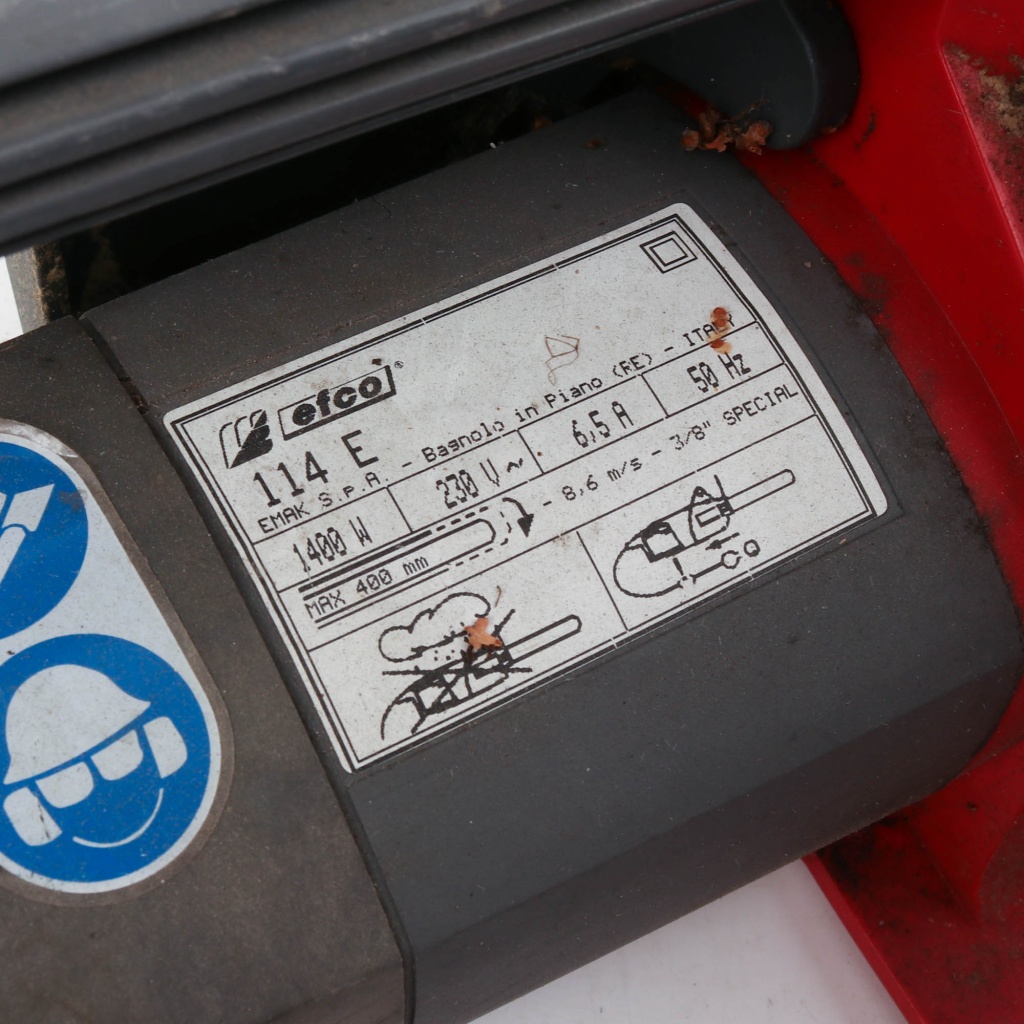 efco®
114 E
EMAK S.P.A. - Bagnolo in Piano (RE) - ITALY
1400 W 230 V ~ 6,5 A 50 Hz
- 8,6 m/s - 3/8" SPECIAL
MAX 400 mm